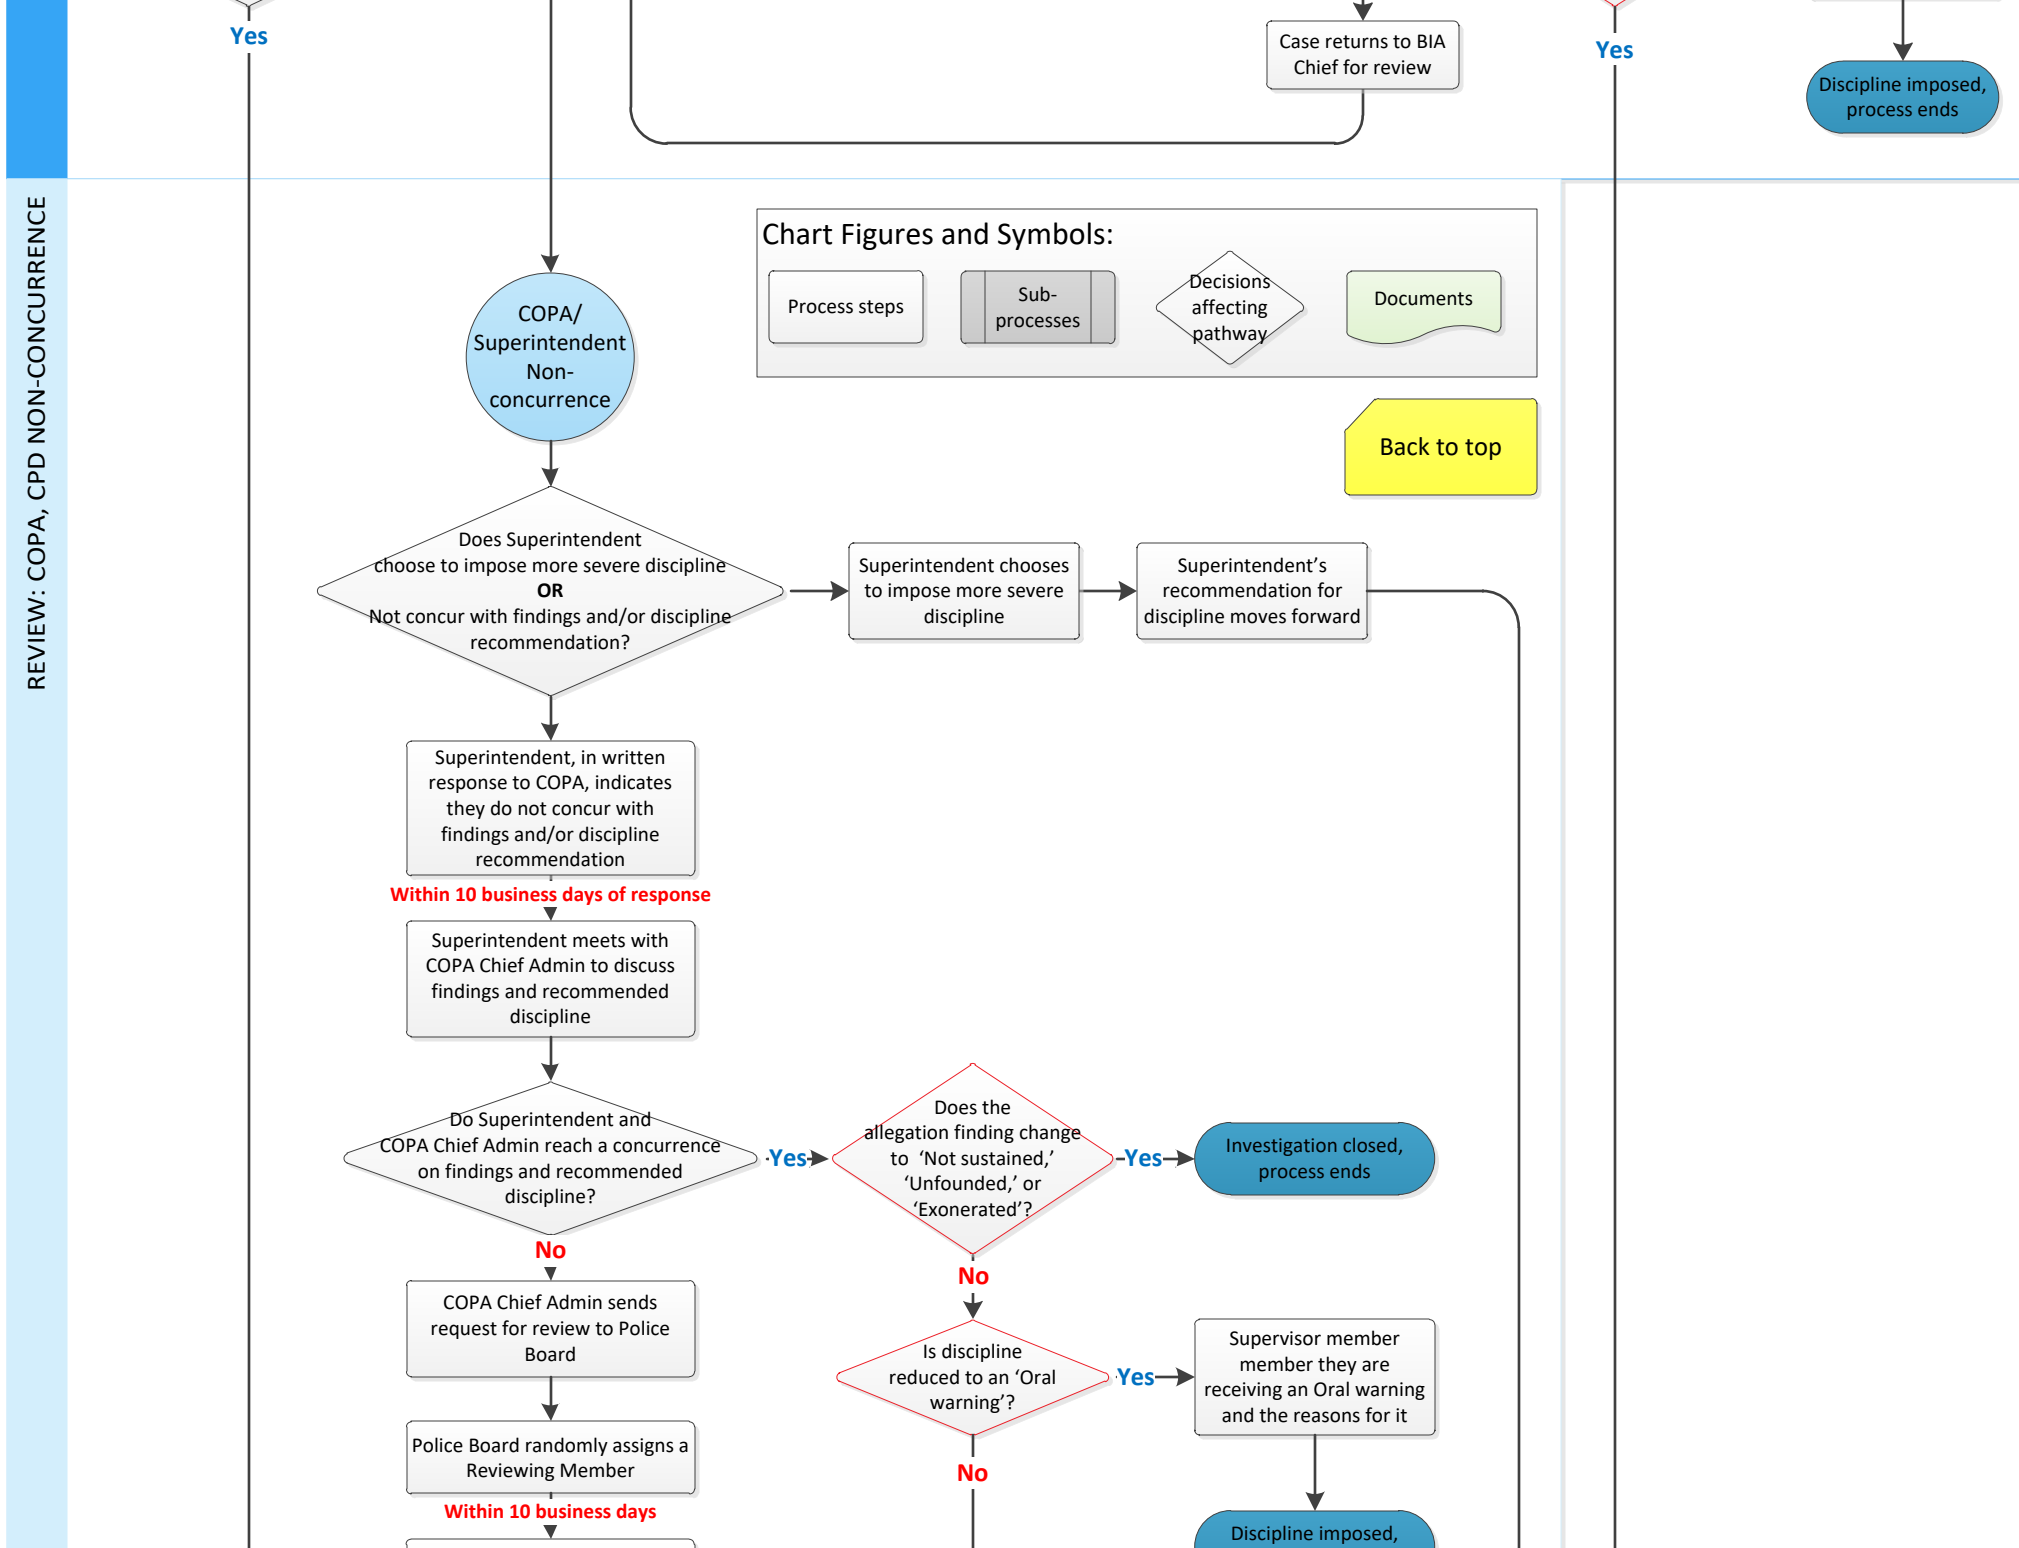 Yes
Case returns to BIA
Chief for review
Yes
Discipline imposed,
process ends
REVIEW: COPA, CPD NON-CONCURRENCE
Chart Figures and Symbols:
Process steps
Sub-
processes
Decisions
affecting
pathway
Documents
COPA/
Superintendent
Non-
concurrence
Back to top
Does Superintendent
choose to impose more severe discipline
OR
Not concur with findings and/or discipline
recommendation?
Superintendent chooses
to impose more severe
discipline
Superintendent’s
recommendation for
discipline moves forward
Superintendent, in written
response to COPA, indicates
they do not concur with
findings and/or discipline
recommendation
Within 10 business days of response
Superintendent meets with
COPA Chief Admin to discuss
findings and recommended
discipline
Do Superintendent and
COPA Chief Admin reach a concurrence
on findings and recommended
discipline?
Yes
Does the
allegation finding change
to ‘Not sustained,’
‘Unfounded,’ or
‘Exonerated’?
Yes
Investigation closed,
process ends
No
No
COPA Chief Admin sends
request for review to Police
Board
Is discipline
reduced to an ‘Oral
warning’?
Yes
Supervisor member
member they are
receiving an Oral warning
and the reasons for it
Police Board randomly assigns a
Reviewing Member
No
Within 10 business days
Discipline imposed,